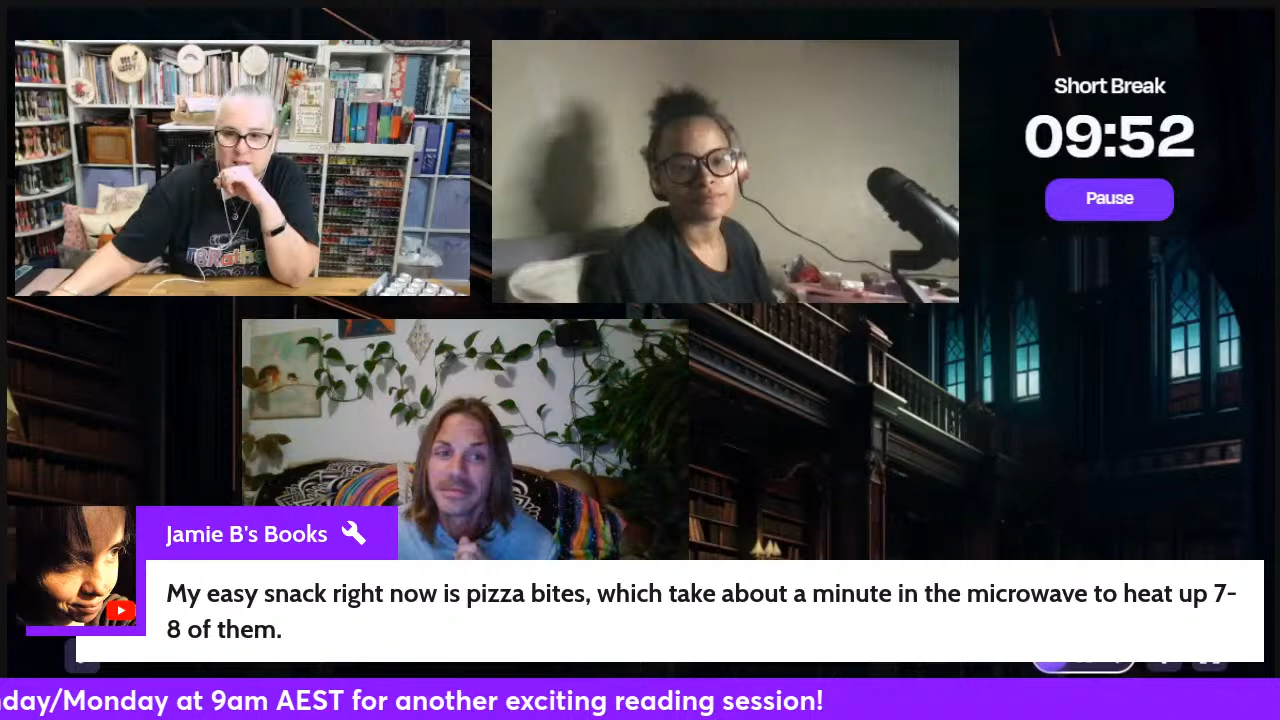 Short Break
09:52
Pause
Jamie B's Books
My easy snack right now is pizza bites, which take about a minute in the microwave to heat up 7-
8 of them.
day/Monday at 9am AEST for another exciting reading session!